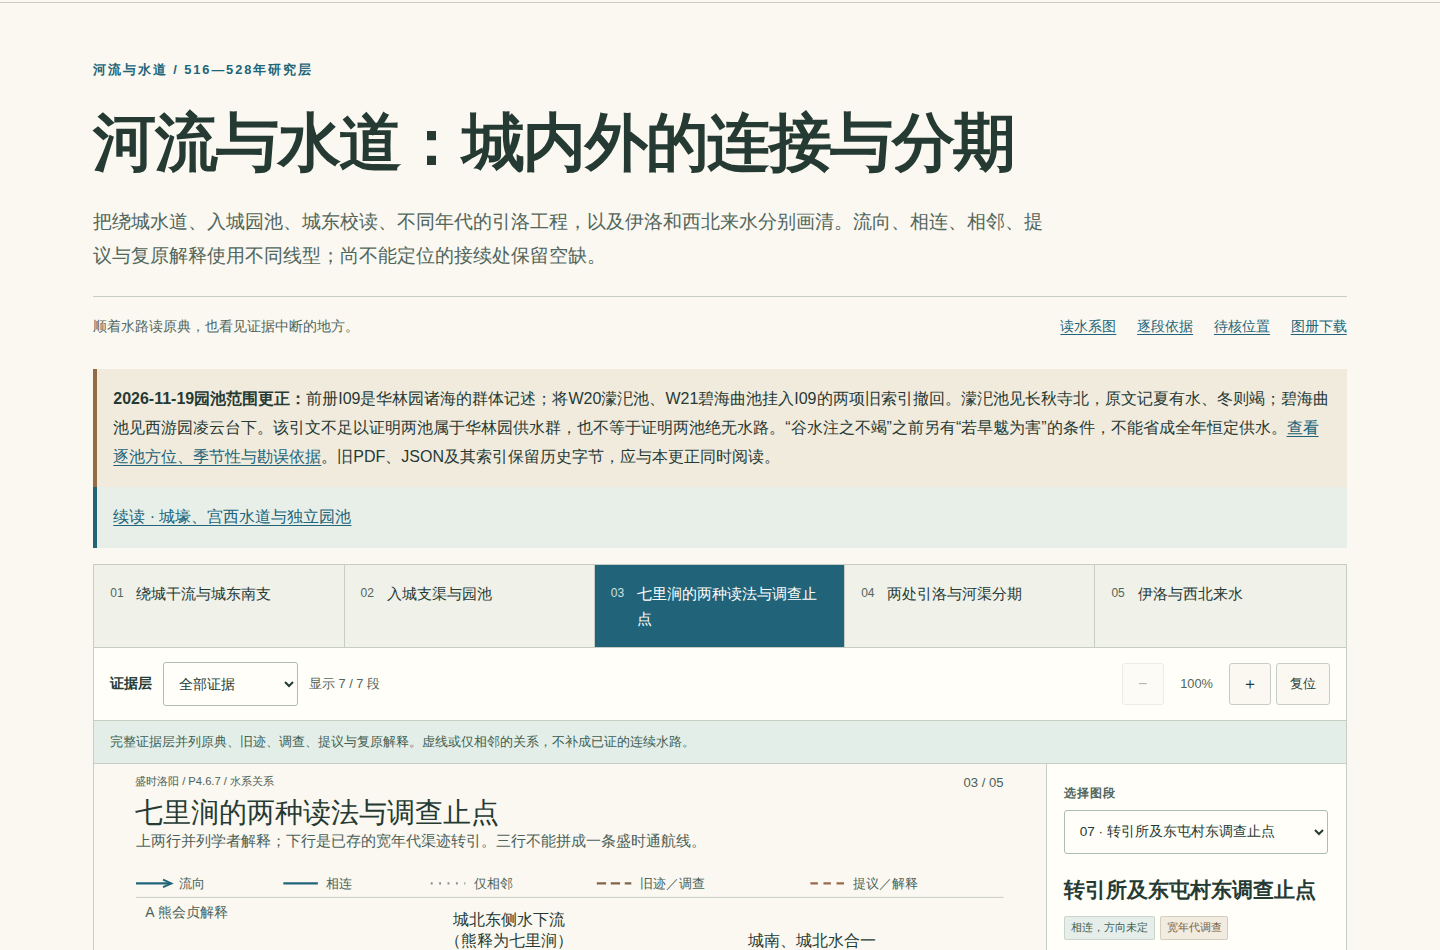 河流与水道 / 516—528年研究层
河流与水道：城内外的连接与分期
把绕城水道、入城园池、城东校读、不同年代的引洛工程，以及伊洛和西北来水分别画清。流向、相连、相邻、提
议与复原解释使用不同线型；尚不能定位的接续处保留空缺。
顺着水路读原典，也看见证据中断的地方。
读水系图 逐段依据 待核位置 图册下载
2026-11-19园池范围更正：前册I09是华林园诸海的群体记述；将W20濛汜池、W21碧海曲池挂入I09的两项旧索引撤回。濛汜池见长秋寺北，原文记夏有水、冬则竭；碧海曲
池见西游园凌云台下。该引文不足以证明两池属于华林园供水群，也不等于证明两池绝无水路。“谷水注之不竭”之前另有“若旱魃为害”的条件，不能省成全年恒定供水。查看
逐池方位、季节性与勘误依据。旧PDF、JSON及其索引保留历史字节，应与本更正同时阅读。
续读 · 城壕、宫西水道与独立园池
01 绕城干流与城东南支
02 入城支渠与园池
03 七里涧的两种读法与调查止
点
04 两处引洛与河渠分期
05 伊洛与西北来水
证据层 全部证据 显示 7 / 7 段
− 100% + 复位
完整证据层并列原典、旧迹、调查、提议与复原解释。虚线或仅相邻的关系，不补成已证的连续水路。
盛时洛阳 / P4.6.7 / 水系关系
03 / 05
七里涧的两种读法与调查止点
上两行并列学者解释；下行是已存的宽年代渠迹转引。三行不能拼成一条盛时通航线。
流向 相连 仅相邻 旧迹／调查 提议／解释
A 熊会贞解释
城北东侧水下流
（熊释为七里涧）
城南、城北水合一
选择图段
07 · 转引所及东屯村东调查止点
转引所及东屯村东调查止点
相连，方向未定 宽年代调查